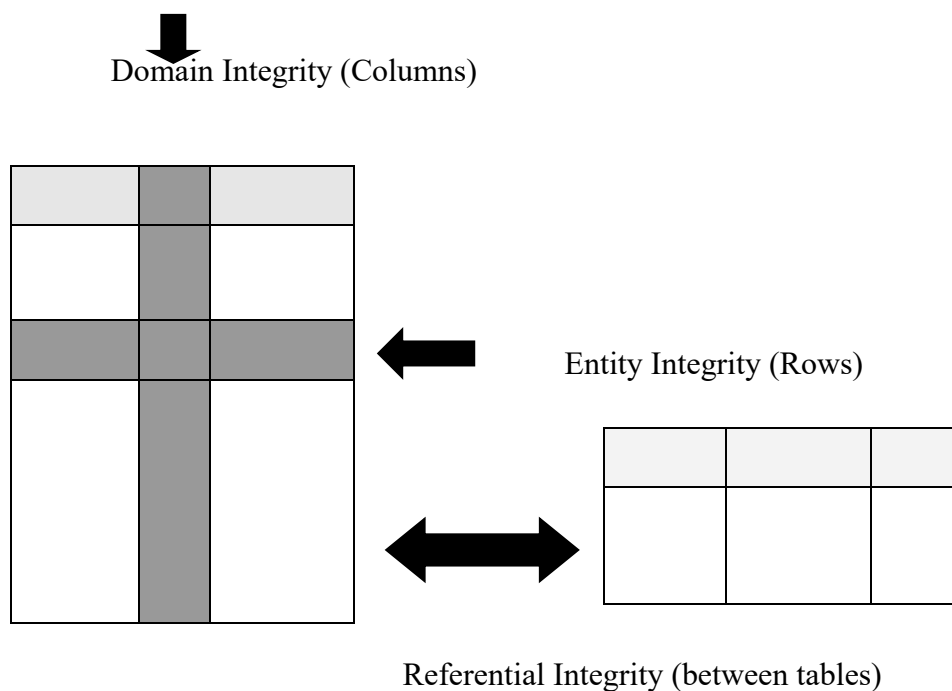 Domain Integrity (Columns)
Entity Integrity (Rows)
Referential Integrity (between tables)